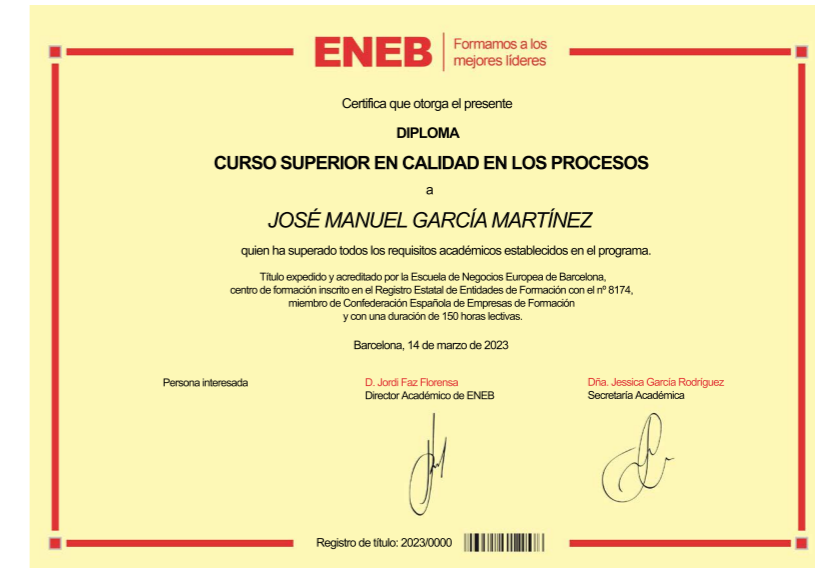 ENEB
Formamos a los
mejores líderes
Certifica que otorga el presente
DIPLOMA
CURSO SUPERIOR EN CALIDAD EN LOS PROCESOS
a
JOSÉ MANUEL GARCÍA MARTÍNEZ
quien ha superado todos los requisitos académicos establecidos en el programa.
Título expedido y acreditado por la Escuela de Negocios Europea de Barcelona,
centro de formación inscrito en el Registro Estatal de Entidades de Formación con el nº 8174,
miembro de Confederación Española de Empresas de Formación
y con una duración de 150 horas lectivas.
Barcelona, 14 de marzo de 2023
Persona interesada
D. Jordi Faz Florensa
Director Académico de ENEB
Dña. Jessica García Rodríguez
Secretaría Académica
Registro de título: 2023/0000